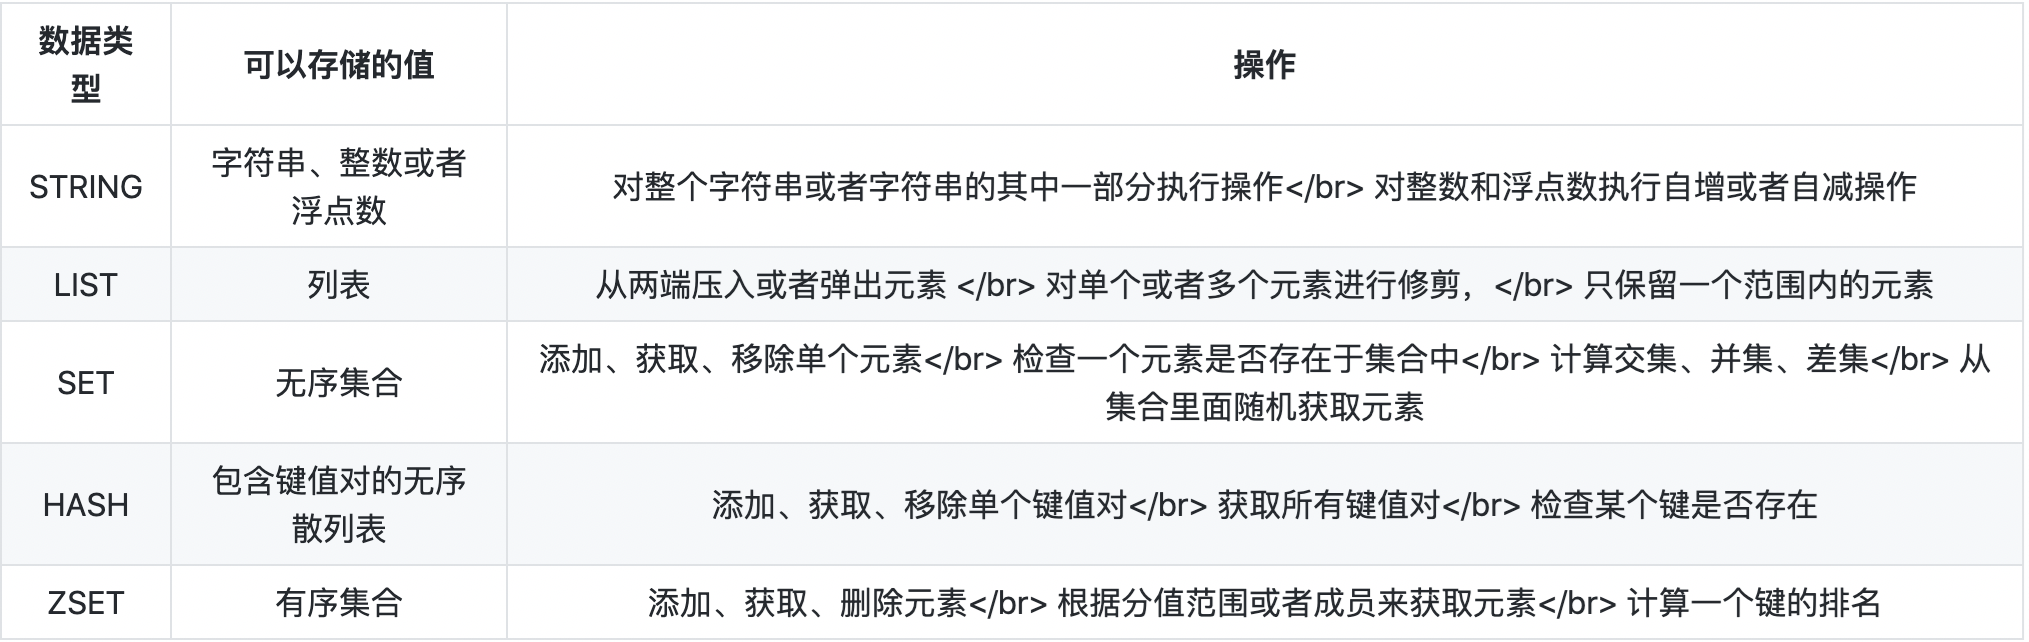 数据类
型
可以存储的值
操作
STRING
字符串、整数或者
浮点数
对整个字符串或者字符串的其中一部分执行操作</br> 对整数和浮点数执行自增或者自减操作
LIST
列表
从两端压入或者弹出元素 </br> 对单个或者多个元素进行修剪，</br> 只保留一个范围内的元素
SET
无序集合
添加、获取、移除单个元素</br> 检查一个元素是否存在于集合中</br> 计算交集、并集、差集</br> 从
集合里面随机获取元素
HASH
包含键值对的无序
散列表
添加、获取、移除单个键值对</br> 获取所有键值对</br> 检查某个键是否存在
ZSET
有序集合
添加、获取、删除元素</br> 根据分值范围或者成员来获取元素</br> 计算一个键的排名